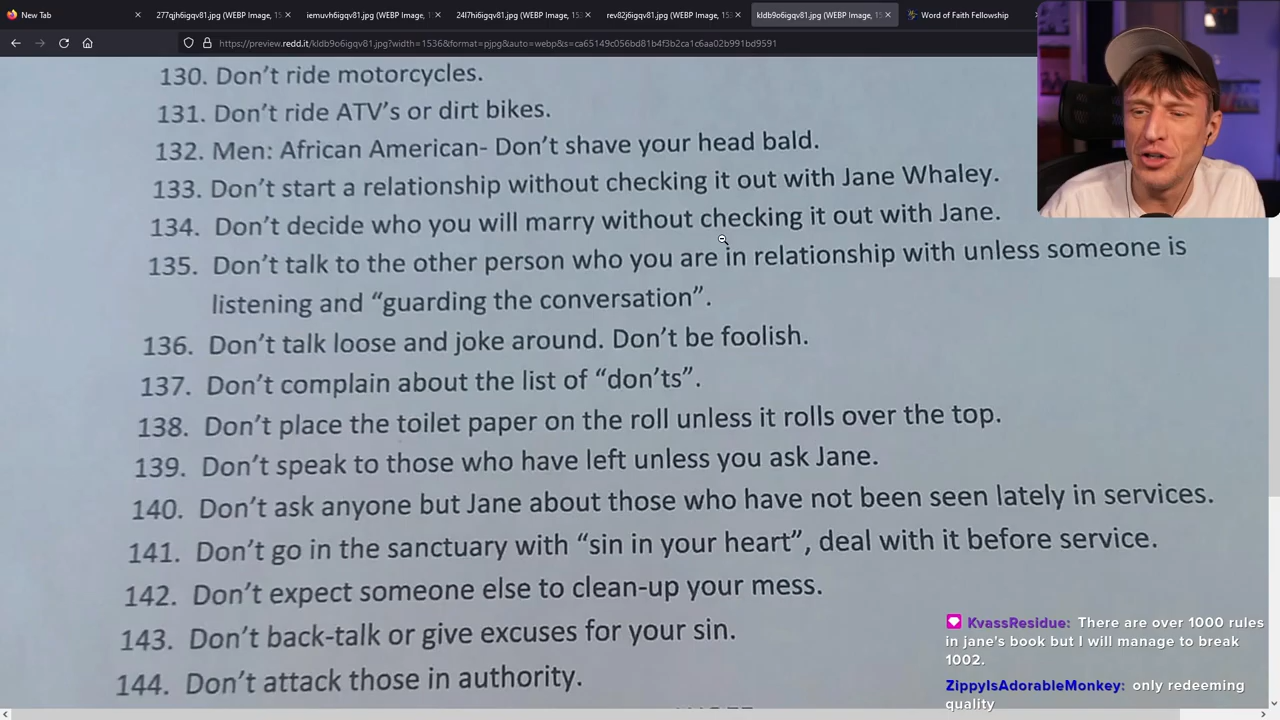 New Tab
277qjh6igqv81.jpg (WEBP Image, 15
iemuvh6igqv81.jpg (WEBP Image, 15
24l7hi6igqv81.jpg (WEBP Image, 153
rev82j6igqv81.jpg (WEBP Image, 153
kldb9o6igqv81.jpg (WEBP Image, 15
Word of Faith Fellowship
https://preview.redd.it/kldb9o6igqv81.jpg?width=1536&format=pjpg&auto=webp&s=ca65149c056bd81b4f3b2ca1c6aa02b991bd9591
130. Don't ride motorcycles.
131. Don't ride ATV's or dirt bikes.
132. Men: African American- Don't shave your head bald.
133. Don't start a relationship without checking it out with Jane Whaley.
134. Don't decide who you will marry without checking it out with Jane.
135. Don't talk to the other person who you are in relationship with unless someone is
listening and "guarding the conversation".
136. Don't talk loose and joke around. Don't be foolish.
137. Don't complain about the list of "don'ts".
138. Don't place the toilet paper on the roll unless it rolls over the top.
139. Don't speak to those who have left unless you ask Jane.
140. Don't ask anyone but Jane about those who have not been seen lately in services.
141. Don't go in the sanctuary with "sin in your heart", deal with it before service.
142. Don't expect someone else to clean-up your mess.
143. Don't back-talk or give excuses for your sin.
144. Don't attack those in authority.
KvassResidue: There are over 1000 rules
in jane's book but I will manage to break
1002.
ZippyIsAdorableMonkey: only redeeming
quality